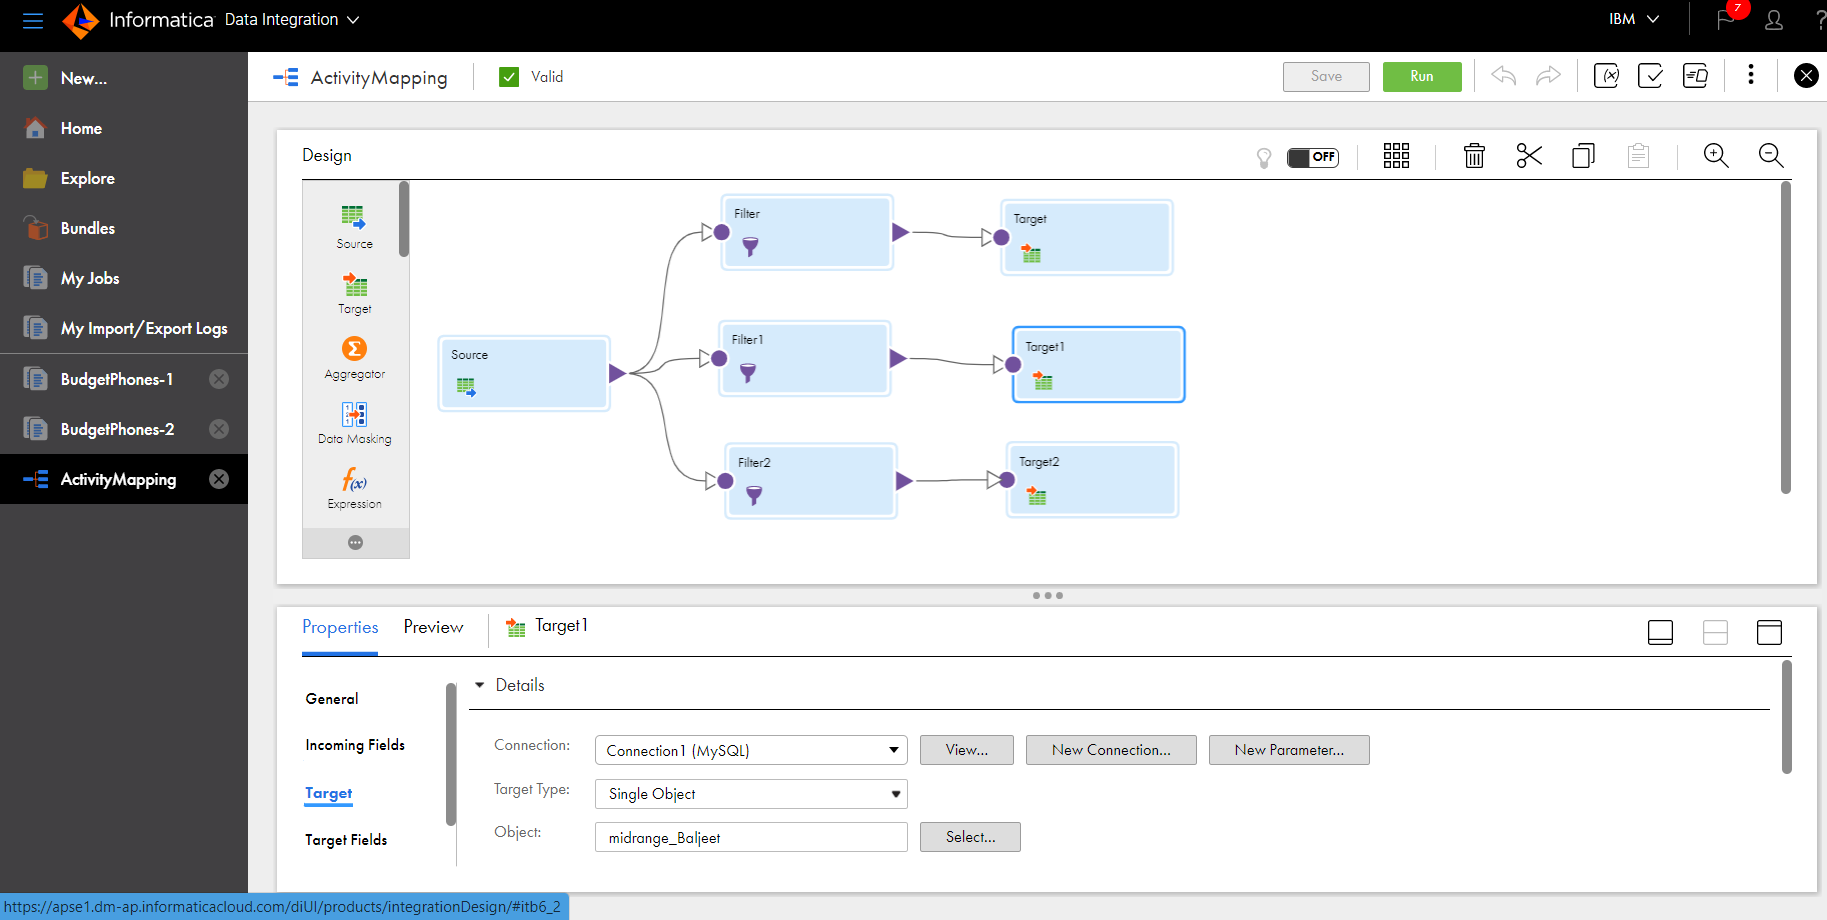 Informatica Data Integration
IBM
7
?
New...
Home
Explore
Bundles
My Jobs
My Import/Export Logs
BudgetPhones-1
BudgetPhones-2
ActivityMapping
ActivityMapping
Valid
Save
Run
Design
OFF
Source
Target
Aggregator
Data Masking
Expression
Source
Filter
Target
Filter1
Target1
Filter2
Target2
Properties
Preview
Target1
General
Incoming Fields
Target
Target Fields
Details
Connection:
Connection1 (MySQL)
View...
New Connection...
New Parameter...
Target Type:
Single Object
Object:
midrange_Baljeet
Select...
https://apse1.dm-ap.informaticacloud.com/diUI/products/integrationDesign/#itb6_2